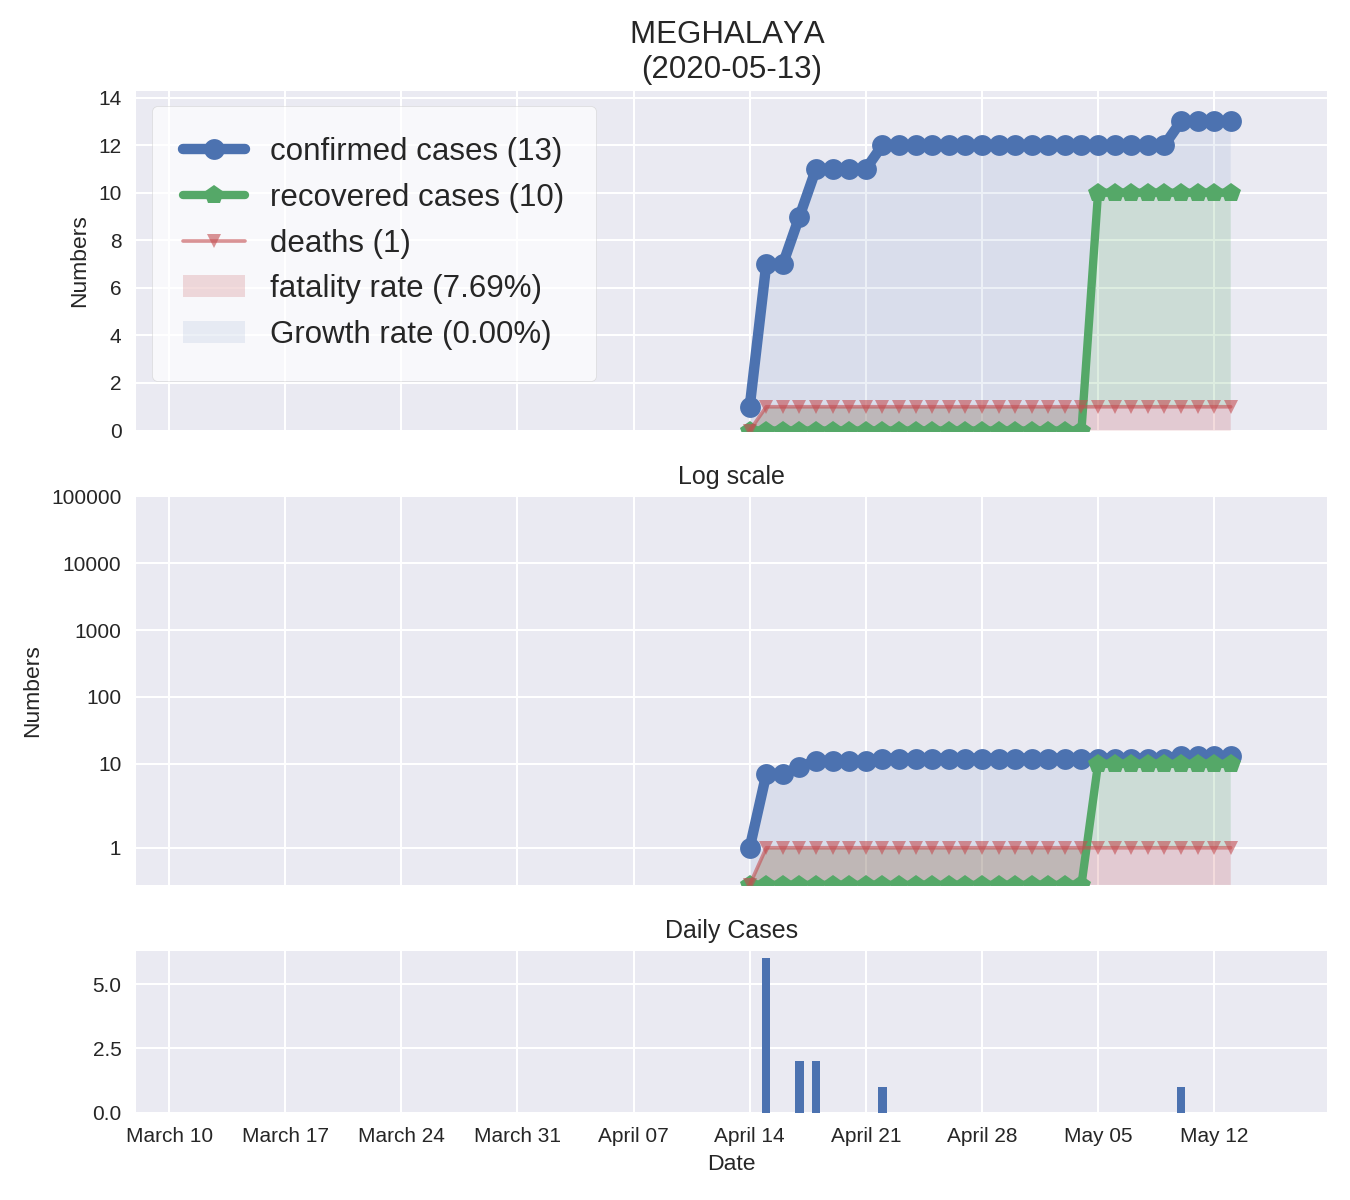 MEGHALAYA
(2020-05-13)
14
12
10
8
6
4
2
0
Numbers
confirmed cases (13)
recovered cases (10)
deaths (1)
fatality rate (7.69%)
Growth rate (0.00%)
Log scale
100000
10000
1000
100
10
1
Numbers
Daily Cases
5.0
2.5
0.0
March 10 March 17 March 24 March 31 April 07 April 14 April 21 April 28 May 05 May 12
Date